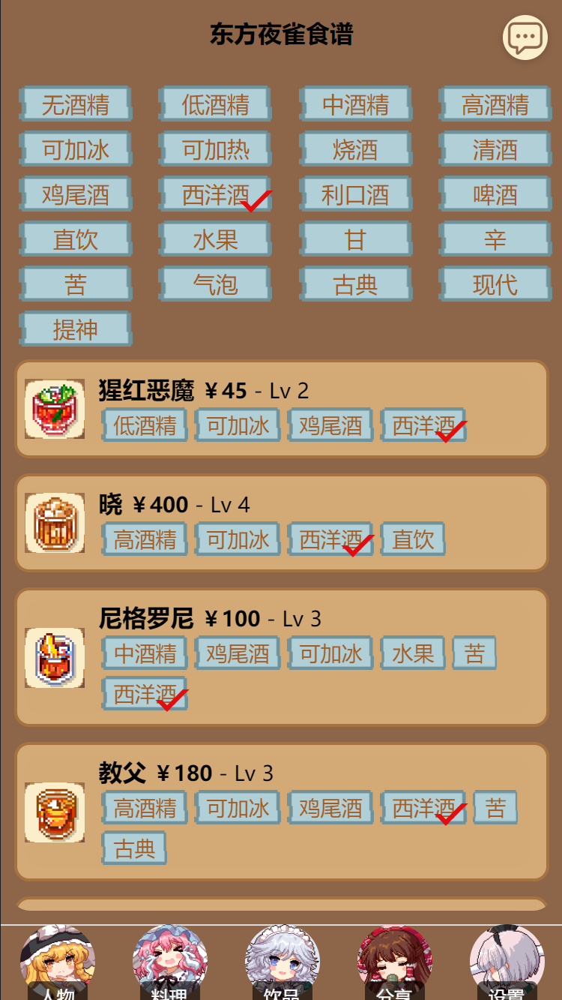 东方夜雀食谱
无酒精 低酒精 中酒精 高酒精
可加冰 可加热 烧酒 清酒
鸡尾酒 西洋酒 利口酒 啤酒
直饮 水果 甘 辛
苦 气泡 古典 现代
提神
猩红恶魔 ￥45 - Lv 2
低酒精 可加冰 鸡尾酒 西洋酒
晓 ￥400 - Lv 4
高酒精 可加冰 西洋酒 直饮
尼格罗尼 ￥100 - Lv 3
中酒精 鸡尾酒 可加冰 水果 苦
西洋酒
教父 ￥180 - Lv 3
高酒精 可加冰 鸡尾酒 西洋酒 苦
古典
人物 料理 饮品 分享 设置